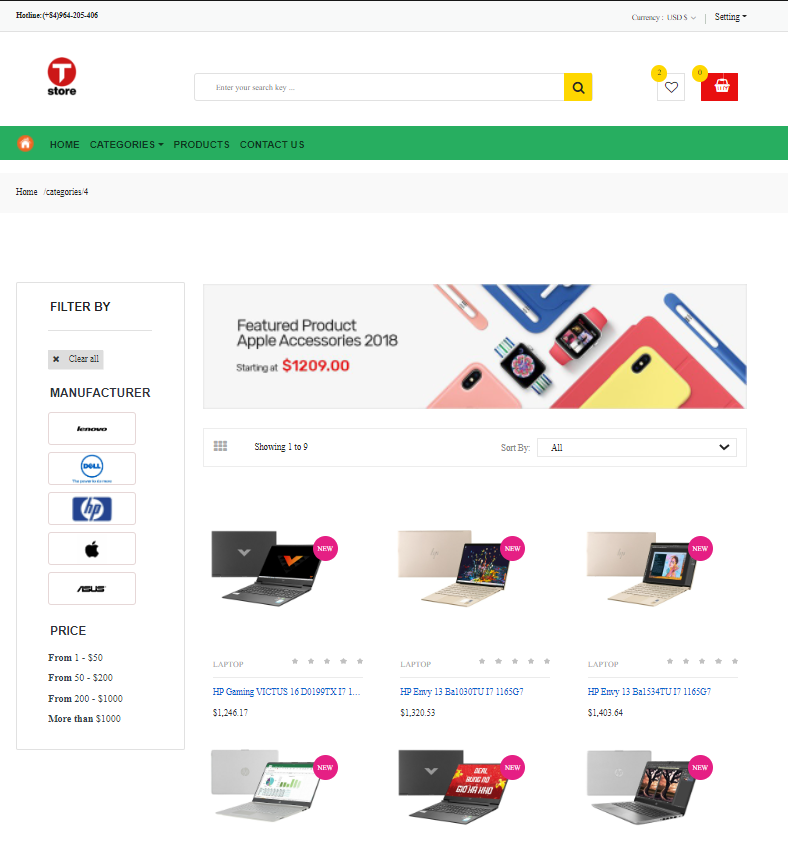 Hotline: (+84)964-205-406
Currency : USD $
Setting
T
store
Enter your search key ...
2
0
HOME CATEGORIES PRODUCTS CONTACT US
Home /categories/4
FILTER BY
Clear all
MANUFACTURER
lenovo
DELL
The power to do more
hp
ASUS
PRICE
From 1 - $50
From 50 - $200
From 200 - $1000
More than $1000
Featured Product
Apple Accessories 2018
Starting at $1209.00
Showing 1 to 9
Sort By: All
NEW
NEW
NEW
LAPTOP
HP Gaming VICTUS 16 D0199TX I7 1...
$1,246.17
LAPTOP
HP Envy 13 Ba1030TU I7 1165G7
$1,320.53
LAPTOP
HP Envy 13 Ba1534TU I7 1165G7
$1,403.64
NEW
NEW
DEAL
BÙNG NỔ
GIỜ HÀ KHO
NEW